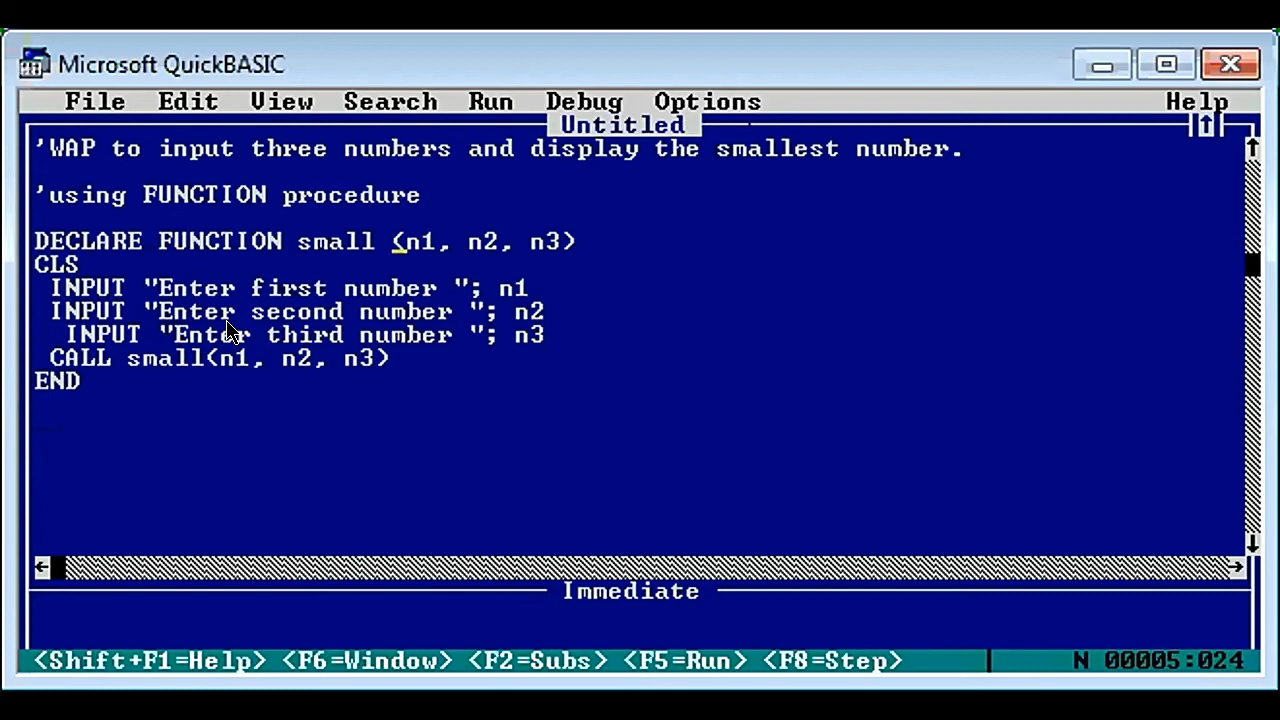 Microsoft QuickBASIC
File Edit View Search Run Debug Options Help
Untitled
'WAP to input three numbers and display the smallest number.
'using FUNCTION procedure
DECLARE FUNCTION small (n1, n2, n3)
CLS
INPUT "Enter first number "; n1
INPUT "Enter second number "; n2
INPUT "Enter third number "; n3
CALL small(n1, n2, n3)
END
Immediate
<Shift+F1=Help> <F6=Window> <F2=Subs> <F5=Run> <F8=Step> N 00005:024